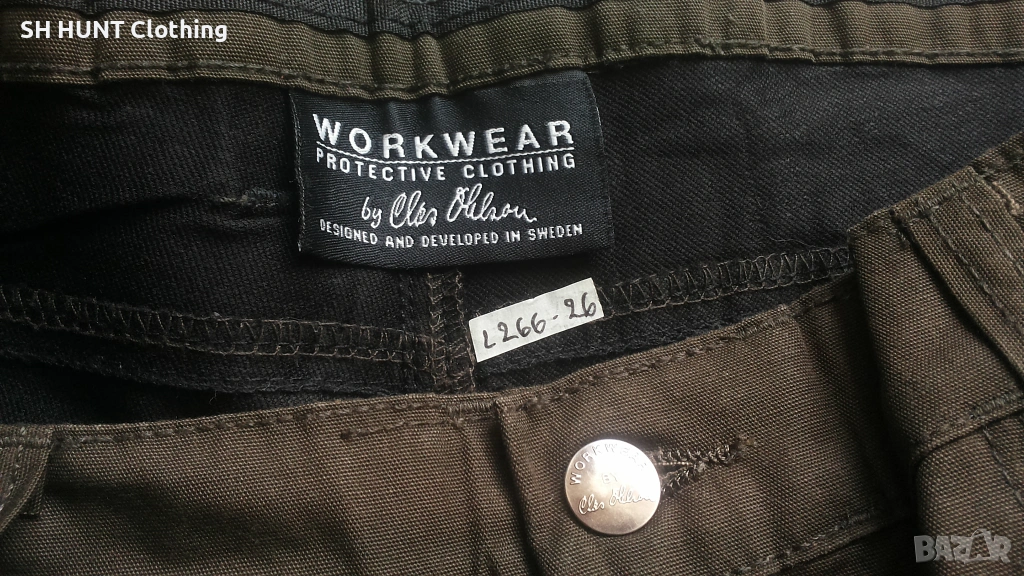 SH HUNT Clothing
WORKWEAR
PROTECTIVE CLOTHING
by Clas Ohlson
DESIGNED AND DEVELOPED IN SWEDEN
L266-26
WORKWEAR
BY
Clas Ohlson
BAZAR